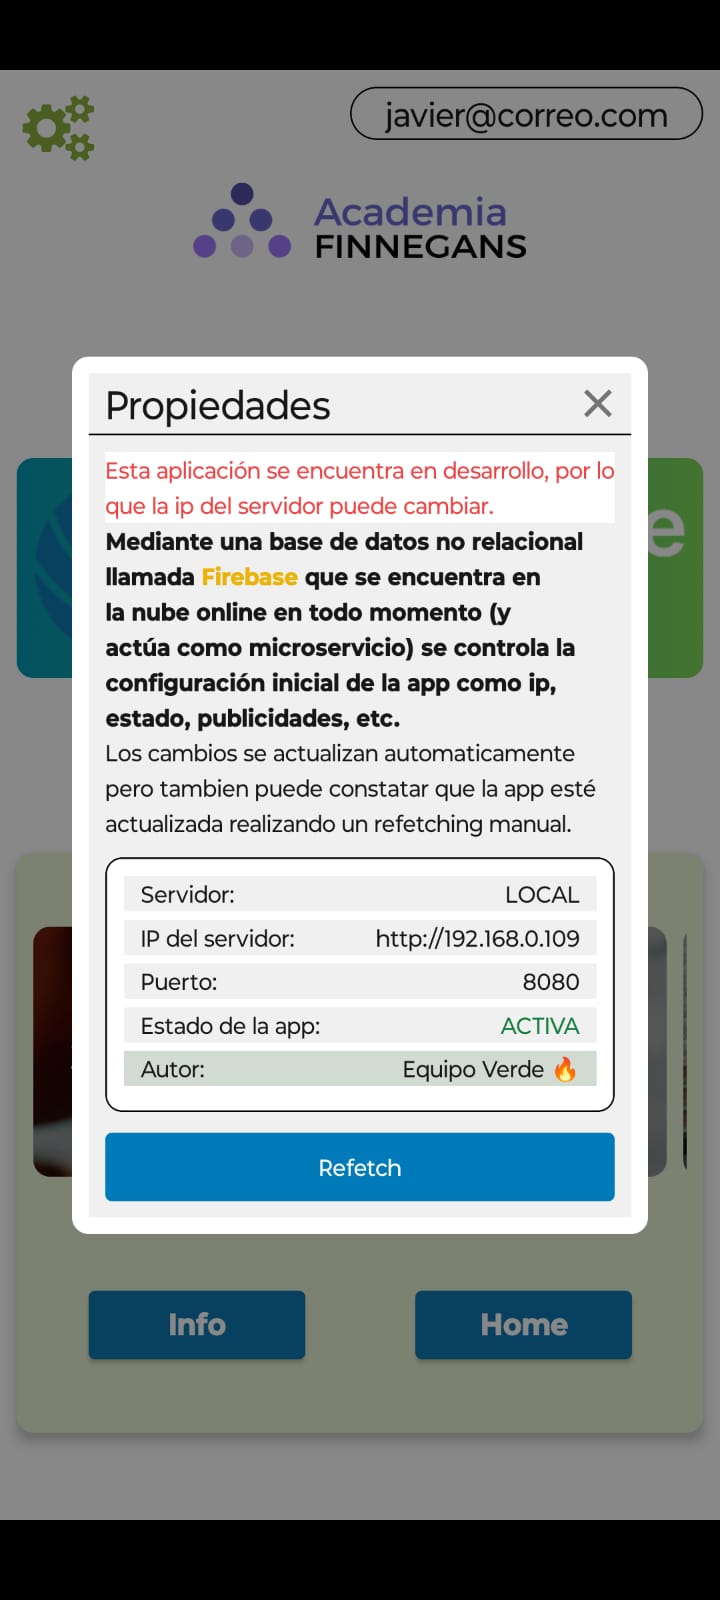 javier@correo.com
Academia
FINNEGANS
Propiedades
Esta aplicación se encuentra en desarrollo, por lo
que la ip del servidor puede cambiar.
Mediante una base de datos no relacional
llamada Firebase que se encuentra en
la nube online en todo momento (y
actúa como microservicio) se controla la
configuración inicial de la app como ip,
estado, publicidades, etc.
Los cambios se actualizan automaticamente
pero tambien puede constatar que la app esté
actualizada realizando un refetching manual.
Servidor: LOCAL
IP del servidor: http://192.168.0.109
Puerto: 8080
Estado de la app: ACTIVA
Autor: Equipo Verde 🔥
Refetch
Info Home